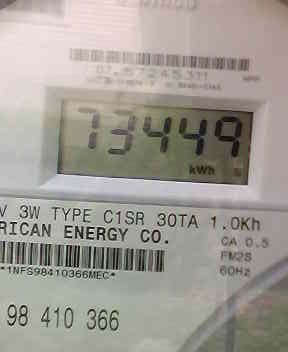 73449
kWh
V 3W TYPE C1SR 30TA 1.0Kh
RICAN ENERGY CO.
CA 0.5
FM2S
60Hz
*1NFS98410366MEC*
98 410 366